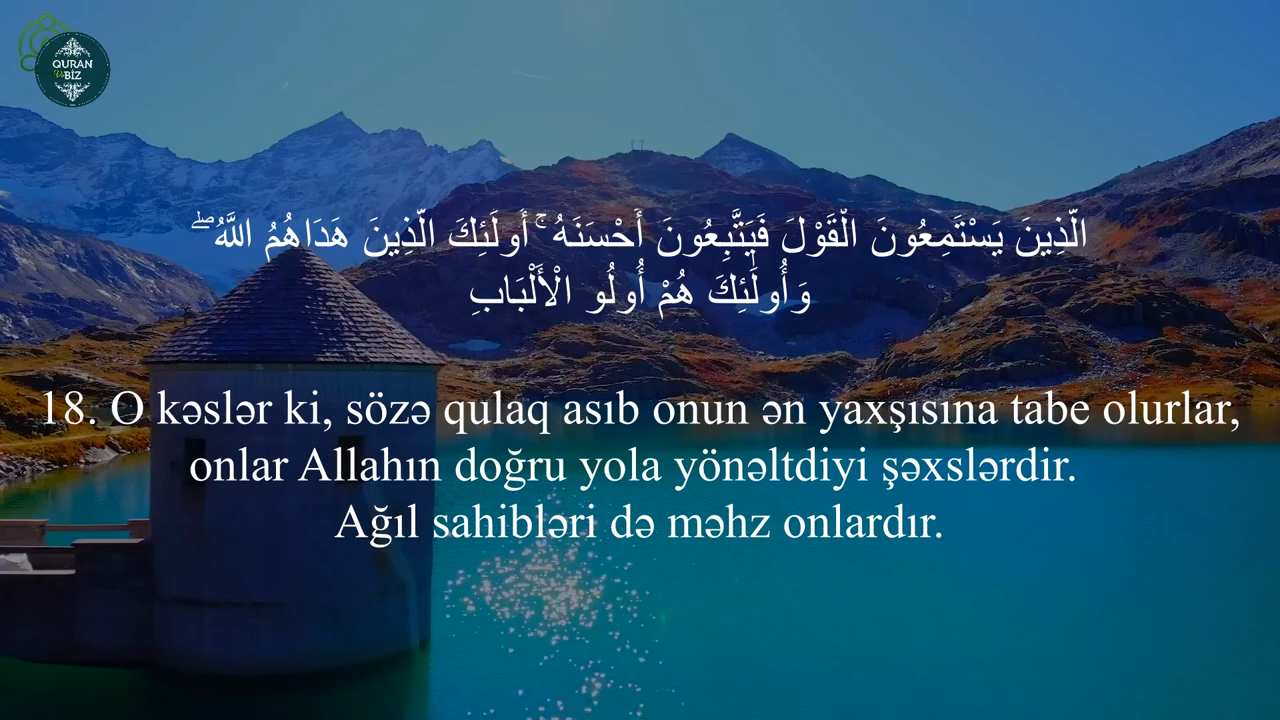 QURAN
Və BİZ
الَّذِينَ يَسْتَمِعُونَ الْقَوْلَ فَيَتَّبِعُونَ أَحْسَنَهُ ۚ أُولَٰئِكَ الَّذِينَ هَدَاهُمُ اللَّهُ ۖ
وَأُولَٰئِكَ هُمْ أُولُو الْأَلْبَابِ
18. O kəslər ki, sözə qulaq asıb onun ən yaxşısına tabe olurlar,
onlar Allahın doğru yola yönəltdiyi şəxslərdir.
Ağıl sahibləri də məhz onlardır.